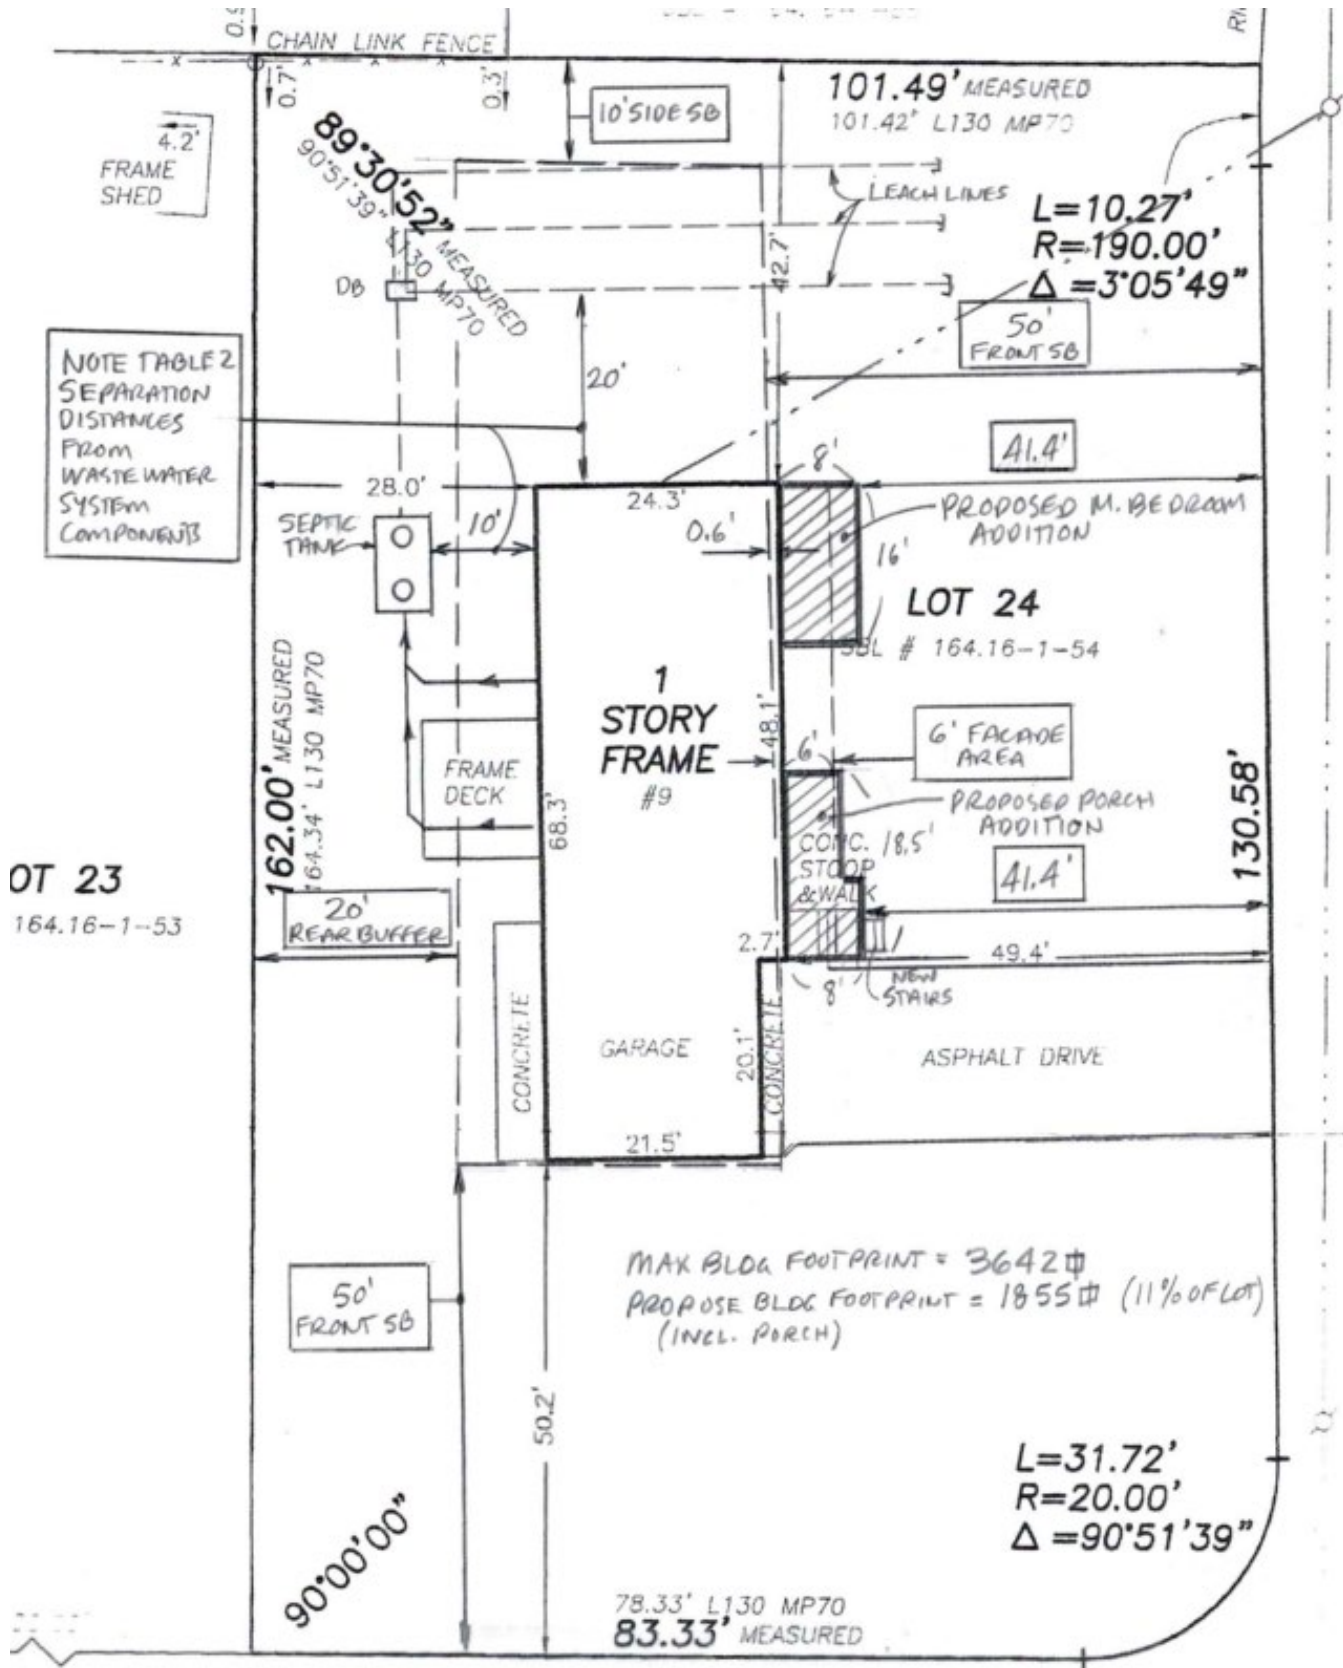 CHAIN LINK FENCE
0.7'
0.3'
10' SIDE SB
101.49' MEASURED
101.42' L130 MP70
4.2'
FRAME
SHED
89°30'52" MEASURED
90°51'39" L130 MP70
LEACH LINES
L=10.27'
R=190.00'
Δ =3°05'49"
42.7'
DB
50'
FRONT SB
NOTE TABLE 2
SEPARATION
DISTANCES
FROM
WASTE WATER
SYSTEM
COMPONENTS
20'
41.4'
8'
28.0'
24.3'
SEPTIC
TANK
10'
0.6'
16'
PROPOSED M. BEDROOM
ADDITION
LOT 24
SBL # 164.16-1-54
162.00' MEASURED
164.34' L130 MP70
1
STORY
FRAME
#9
48.1'
6'
6' FACADE
AREA
FRAME
DECK
68.3'
PROPOSED PORCH
ADDITION
CONC.
STOOP
& WALK
18.5'
41.4'
130.58'
OT 23
164.16-1-53
20'
REAR BUFFER
2.7'
49.4'
8'
NEW
STAIRS
CONCRETE
GARAGE
20.1'
CONCRETE
ASPHALT DRIVE
21.5'
MAX BLDG FOOTPRINT = 3642 ⌷
PROPOSE BLDG FOOTPRINT = 1855 ⌷ (11% OF LOT)
(INCL. PORCH)
50'
FRONT SB
50.2'
L=31.72'
R=20.00'
Δ =90°51'39"
90°00'00"
78.33' L130 MP70
83.33' MEASURED